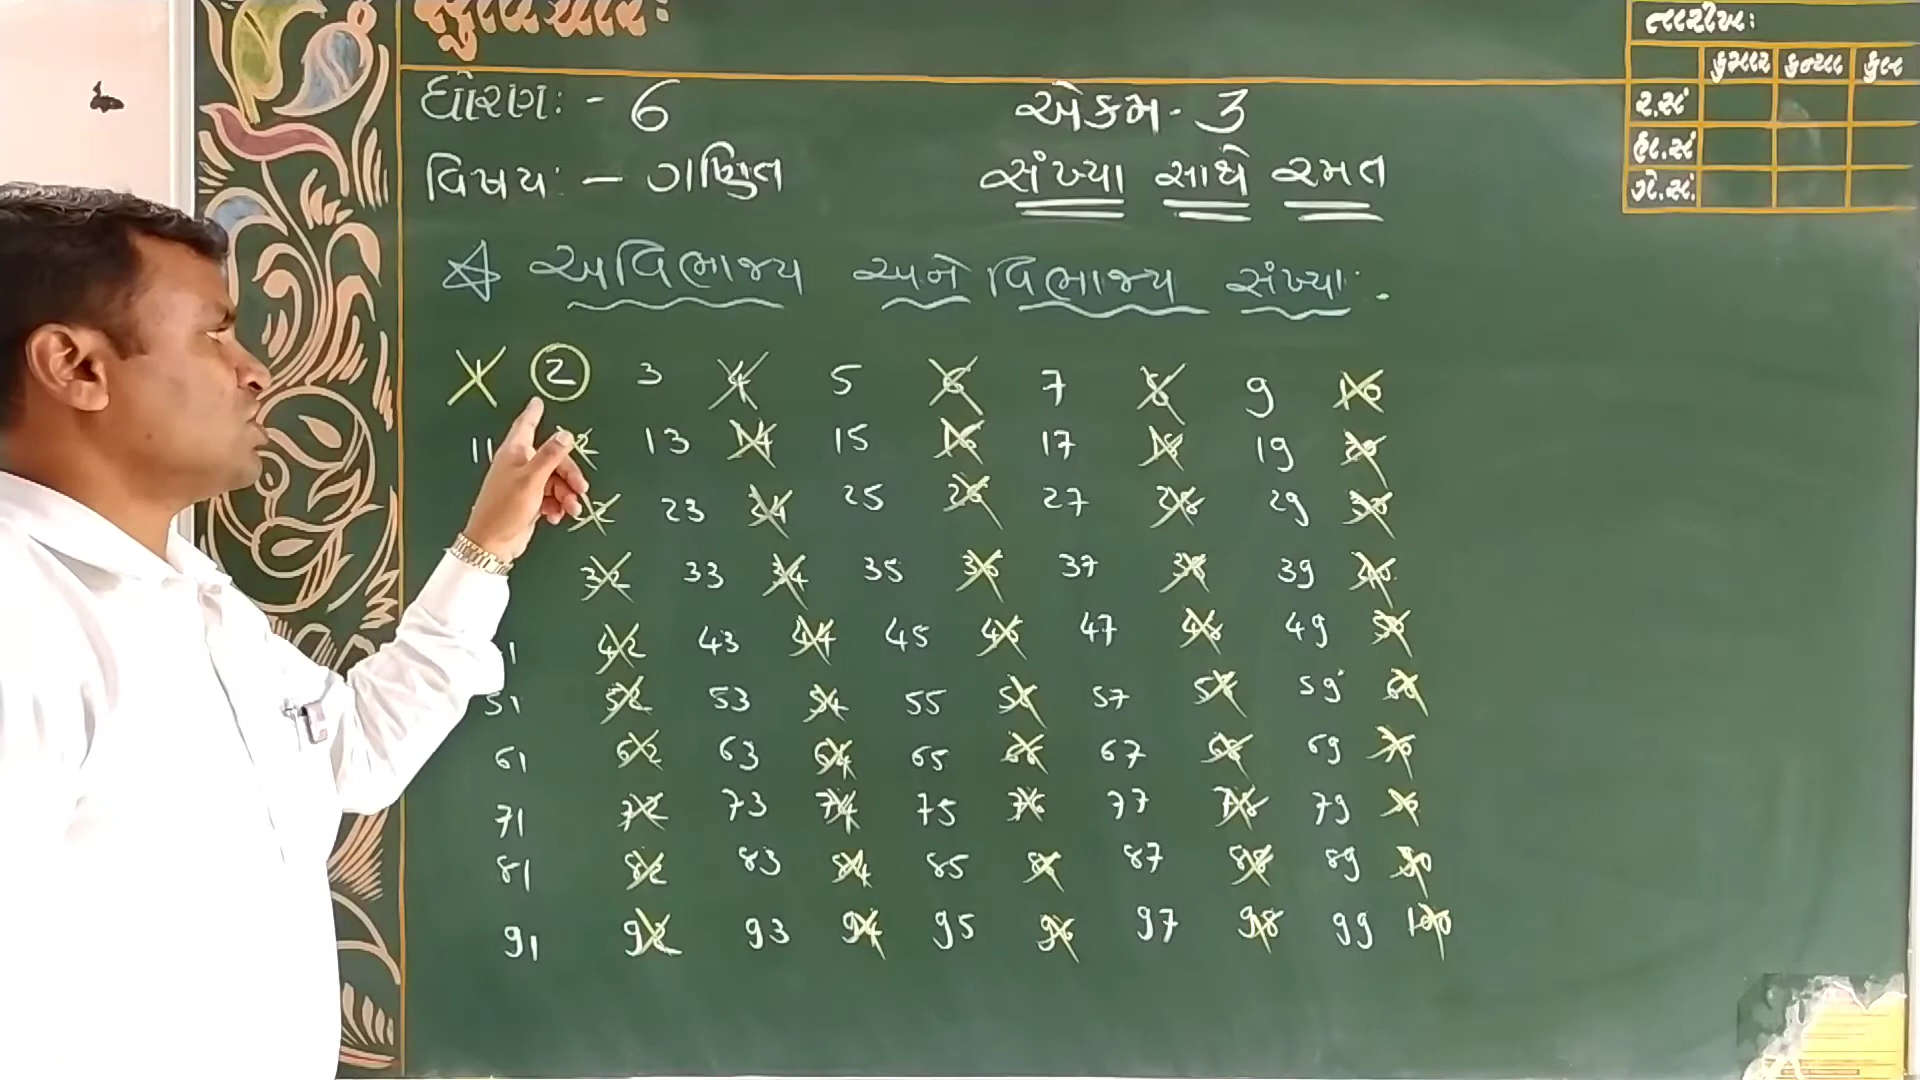 સુવિચાર:
તારીખ:
કુમાર કન્યા કુલ
ર.સં
હા.સં
ગે.સં.
ધોરણ: - 6 એકમ - 3
વિષય: - ગણિત સંખ્યા સાથે રમત
અવિભાજ્ય અને વિભાજ્ય સંખ્યા:
1 2 3 4 5 6 7 8 9 10
11 12 13 14 15 16 17 18 19 20
22 23 24 25 26 27 28 29 30
32 33 34 35 36 37 38 39 40
1 42 43 44 45 46 47 48 49 50
51 52 53 54 55 56 57 58 59 60
61 62 63 64 65 66 67 68 69 70
71 72 73 74 75 76 77 78 79 80
81 82 83 84 85 86 87 88 89 90
91 92 93 94 95 96 97 98 99 100